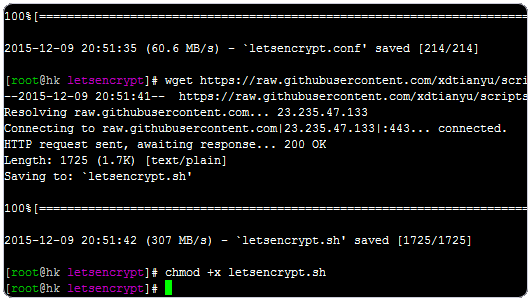 100%[======================================================================
2015-12-09 20:51:35 (60.6 MB/s) - `letsencrypt.conf' saved [214/214]
[root@hk letsencrypt]# wget https://raw.githubusercontent.com/xdtianyu/scri
--2015-12-09 20:51:41--  https://raw.githubusercontent.com/xdtianyu/scripts
Resolving raw.githubusercontent.com... 23.235.47.133
Connecting to raw.githubusercontent.com|23.235.47.133|:443... connected.
HTTP request sent, awaiting response... 200 OK
Length: 1725 (1.7K) [text/plain]
Saving to: `letsencrypt.sh'
100%[======================================================================
2015-12-09 20:51:42 (307 MB/s) - `letsencrypt.sh' saved [1725/1725]
[root@hk letsencrypt]# chmod +x letsencrypt.sh
[root@hk letsencrypt]#